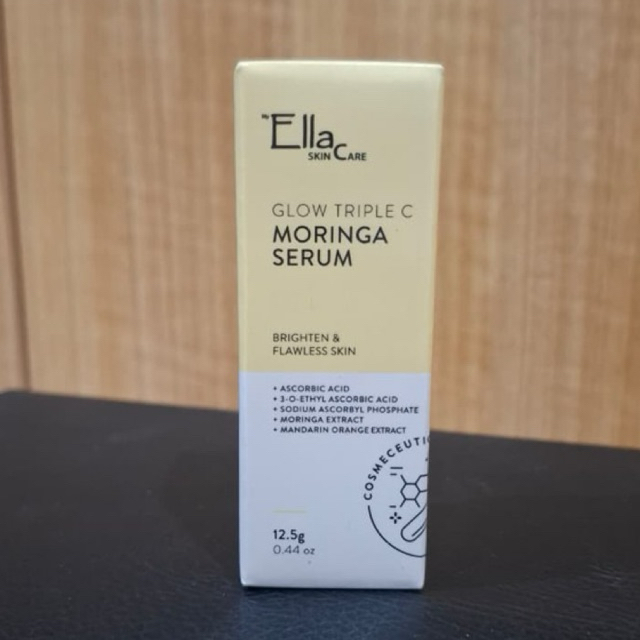 by Ella
SKIN CARE
GLOW TRIPLE C
MORINGA
SERUM
BRIGHTEN &
FLAWLESS SKIN
+ ASCORBIC ACID
+ 3-O-ETHYL ASCORBIC ACID
+ SODIUM ASCORBYL PHOSPHATE
+ MORINGA EXTRACT
+ MANDARIN ORANGE EXTRACT
COSMECEUTIC
12.5g
0.44 oz